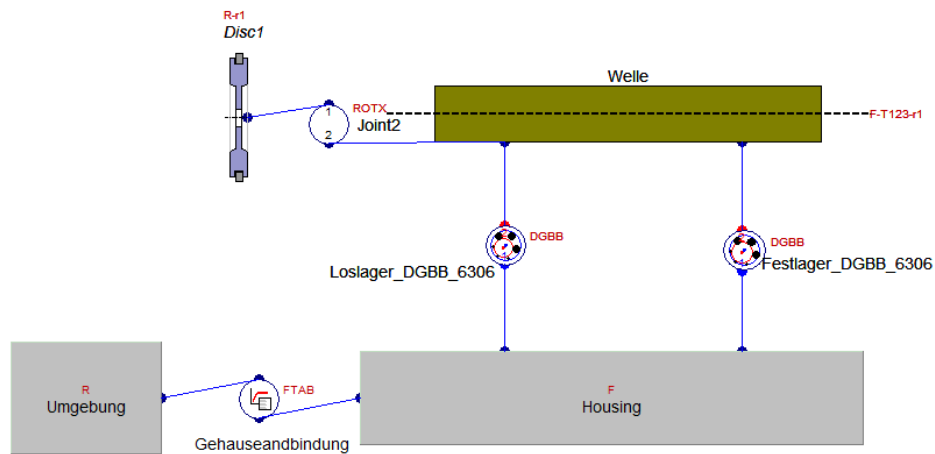 R-r1
Disc1
Welle
ROTX
F-T123-r1
1
Joint2
2
DGBB
DGBB
Loslager_DGBB_6306
Festlager_DGBB_6306
R
Umgebung
FTAB
F
Housing
Gehauseandbindung